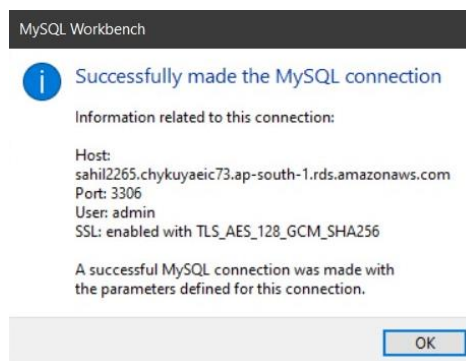 MySQL Workbench
Successfully made the MySQL connection
Information related to this connection:
Host:
sahil2265.chykuyaeic73.ap-south-1.rds.amazonaws.com
Port: 3306
User: admin
SSL: enabled with TLS_AES_128_GCM_SHA256
A successful MySQL connection was made with
the parameters defined for this connection.
OK